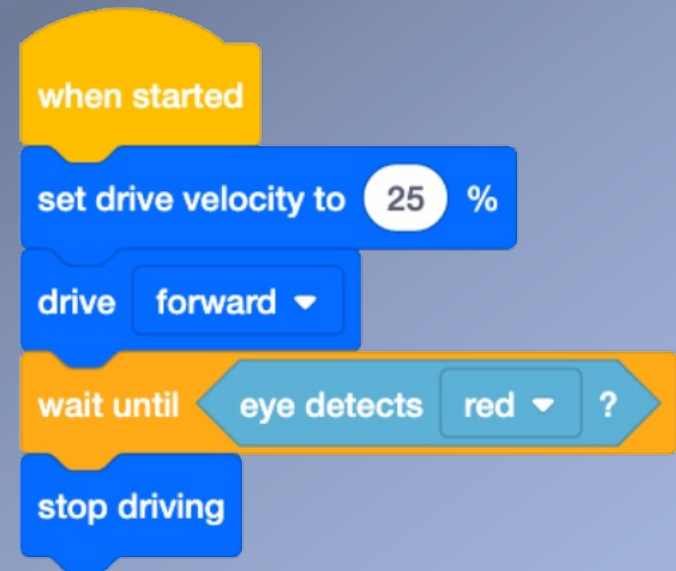 when started
set drive velocity to 25 %
drive forward
wait until eye detects red ?
stop driving